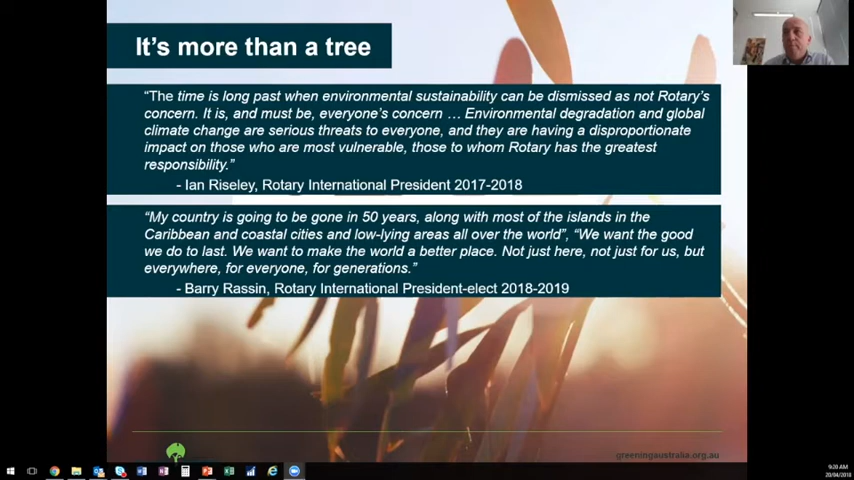 It's more than a tree
“The time is long past when environmental sustainability can be dismissed as not Rotary’s
concern. It is, and must be, everyone’s concern … Environmental degradation and global
climate change are serious threats to everyone, and they are having a disproportionate
impact on those who are most vulnerable, those to whom Rotary has the greatest
responsibility.”
- Ian Riseley, Rotary International President 2017-2018
“My country is going to be gone in 50 years, along with most of the islands in the
Caribbean and coastal cities and low-lying areas all over the world”, “We want the good
we do to last. We want to make the world a better place. Not just here, not just for us, but
everywhere, for everyone, for generations.”
- Barry Rassin, Rotary International President-elect 2018-2019
greeningaustralia.org.au
9:20 AM
20/04/2018